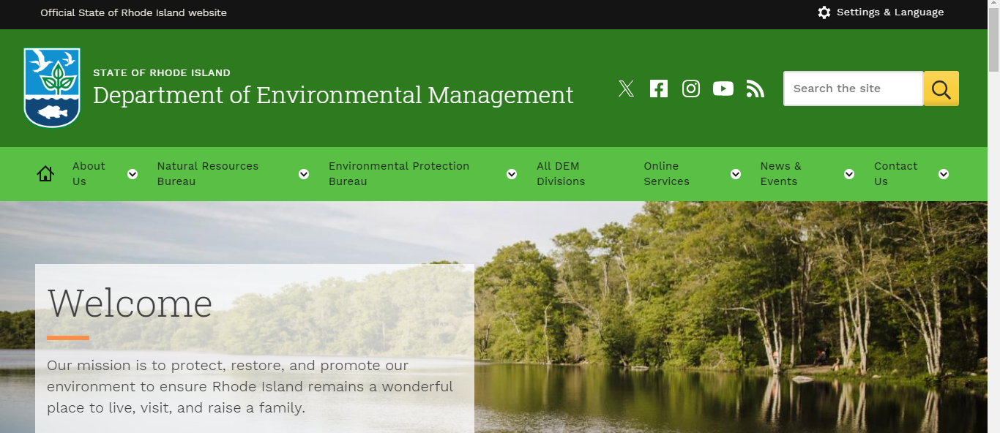 Official State of Rhode Island website
Settings & Language
STATE OF RHODE ISLAND
Department of Environmental Management
Search the site
About
Us
Natural Resources
Bureau
Environmental Protection
Bureau
All DEM
Divisions
Online
Services
News &
Events
Contact
Us
Welcome
Our mission is to protect, restore, and promote our
environment to ensure Rhode Island remains a wonderful
place to live, visit, and raise a family.